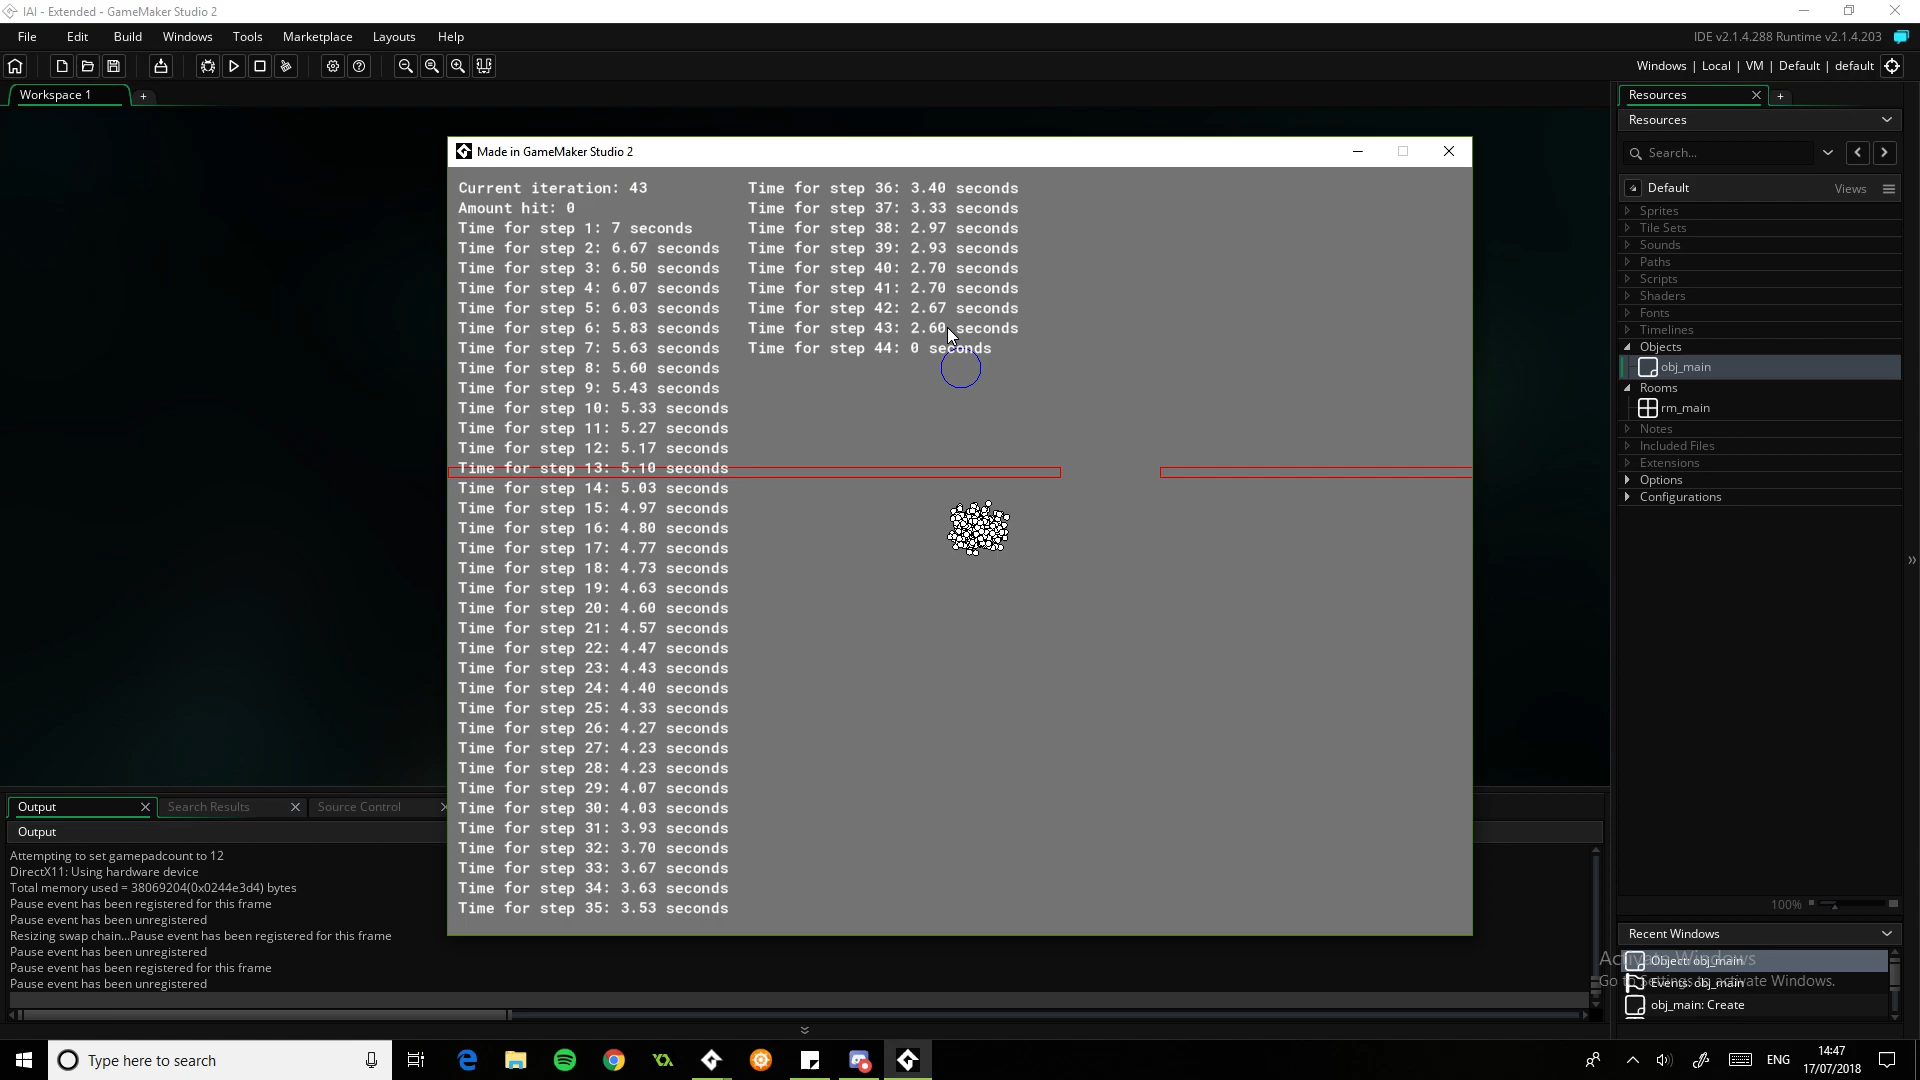 IAI - Extended - GameMaker Studio 2
File Edit Build Windows Tools Marketplace Layouts Help
IDE v2.1.4.288 Runtime v2.1.4.203
Windows | Local | VM | Default | default
Workspace 1
+
Made in GameMaker Studio 2
Current iteration: 43
Amount hit: 0
Time for step 1: 7 seconds
Time for step 2: 6.67 seconds
Time for step 3: 6.50 seconds
Time for step 4: 6.07 seconds
Time for step 5: 6.03 seconds
Time for step 6: 5.83 seconds
Time for step 7: 5.63 seconds
Time for step 8: 5.60 seconds
Time for step 9: 5.43 seconds
Time for step 10: 5.33 seconds
Time for step 11: 5.27 seconds
Time for step 12: 5.17 seconds
Time for step 13: 5.10 seconds
Time for step 14: 5.03 seconds
Time for step 15: 4.97 seconds
Time for step 16: 4.80 seconds
Time for step 17: 4.77 seconds
Time for step 18: 4.73 seconds
Time for step 19: 4.63 seconds
Time for step 20: 4.60 seconds
Time for step 21: 4.57 seconds
Time for step 22: 4.47 seconds
Time for step 23: 4.43 seconds
Time for step 24: 4.40 seconds
Time for step 25: 4.33 seconds
Time for step 26: 4.27 seconds
Time for step 27: 4.23 seconds
Time for step 28: 4.23 seconds
Time for step 29: 4.07 seconds
Time for step 30: 4.03 seconds
Time for step 31: 3.93 seconds
Time for step 32: 3.70 seconds
Time for step 33: 3.67 seconds
Time for step 34: 3.63 seconds
Time for step 35: 3.53 seconds
Time for step 36: 3.40 seconds
Time for step 37: 3.33 seconds
Time for step 38: 2.97 seconds
Time for step 39: 2.93 seconds
Time for step 40: 2.70 seconds
Time for step 41: 2.70 seconds
Time for step 42: 2.67 seconds
Time for step 43: 2.60 seconds
Time for step 44: 0 seconds
Resources
+
Resources
Search...
Default Views
Sprites
Tile Sets
Sounds
Paths
Scripts
Shaders
Fonts
Timelines
Objects
obj_main
Rooms
rm_main
Notes
Included Files
Extensions
Options
Configurations
100%
Recent Windows
Object: obj_main
Events: obj_main
obj_main: Create
Activate Windows
Go to Settings to activate Windows.
Output Search Results Source Control
Output
Attempting to set gamepadcount to 12
DirectX11: Using hardware device
Total memory used = 38069204(0x0244e3d4) bytes
Pause event has been registered for this frame
Pause event has been unregistered
Resizing swap chain...Pause event has been registered for this frame
Pause event has been unregistered
Pause event has been registered for this frame
Pause event has been unregistered
Type here to search
ENG
14:47
17/07/2018